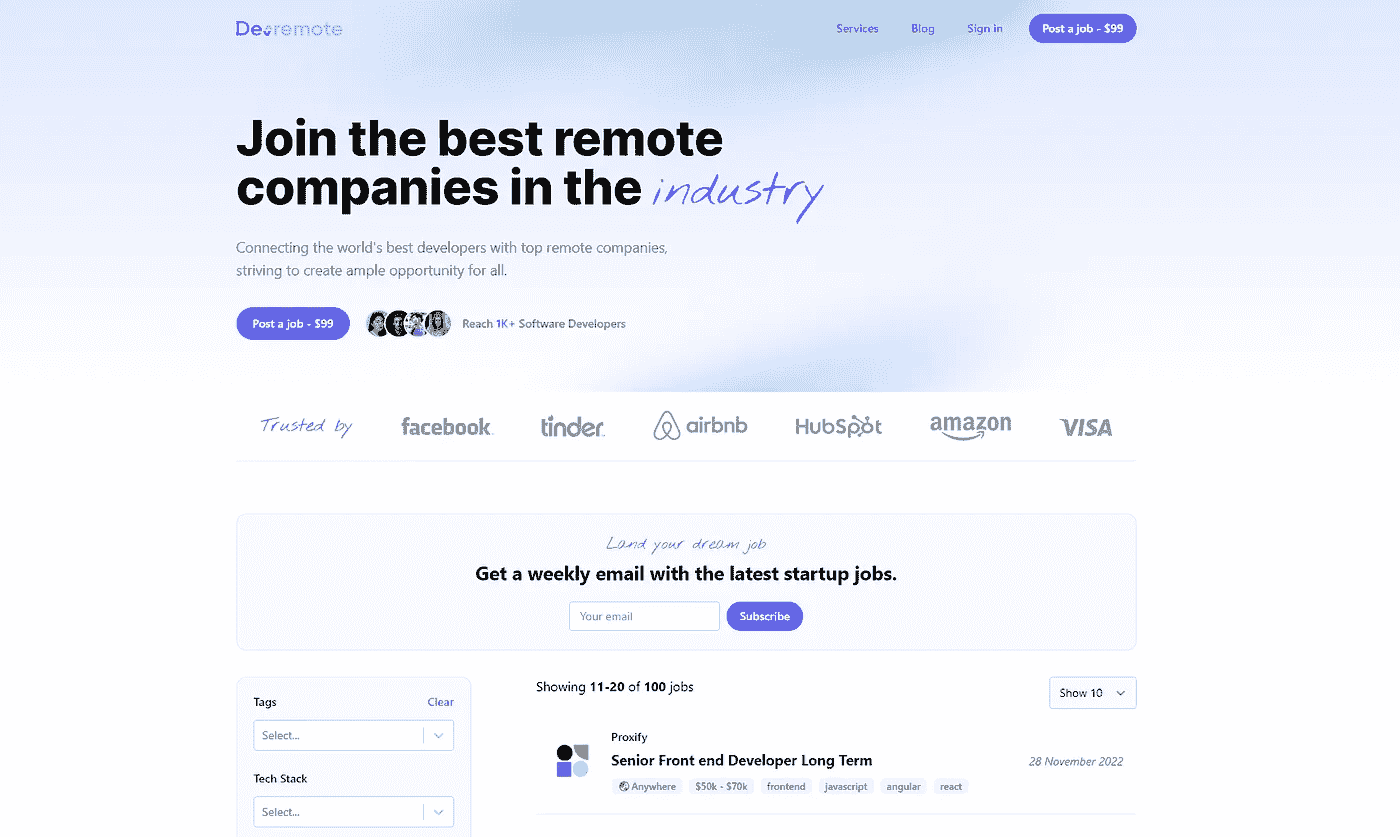 Devremote
Services Blog Sign in Post a job - $99
Join the best remote
companies in the industry
Connecting the world's best developers with top remote companies,
striving to create ample opportunity for all.
Post a job - $99 Reach 1K+ Software Developers
Trusted by facebook tinder airbnb HubSpot amazon VISA
Land your dream job
Get a weekly email with the latest startup jobs.
Your email Subscribe
Tags Clear
Select...
Tech Stack
Select...
Showing 11-20 of 100 jobs Show 10
Proxify
Senior Front end Developer Long Term
28 November 2022
Anywhere $50k - $70k frontend javascript angular react